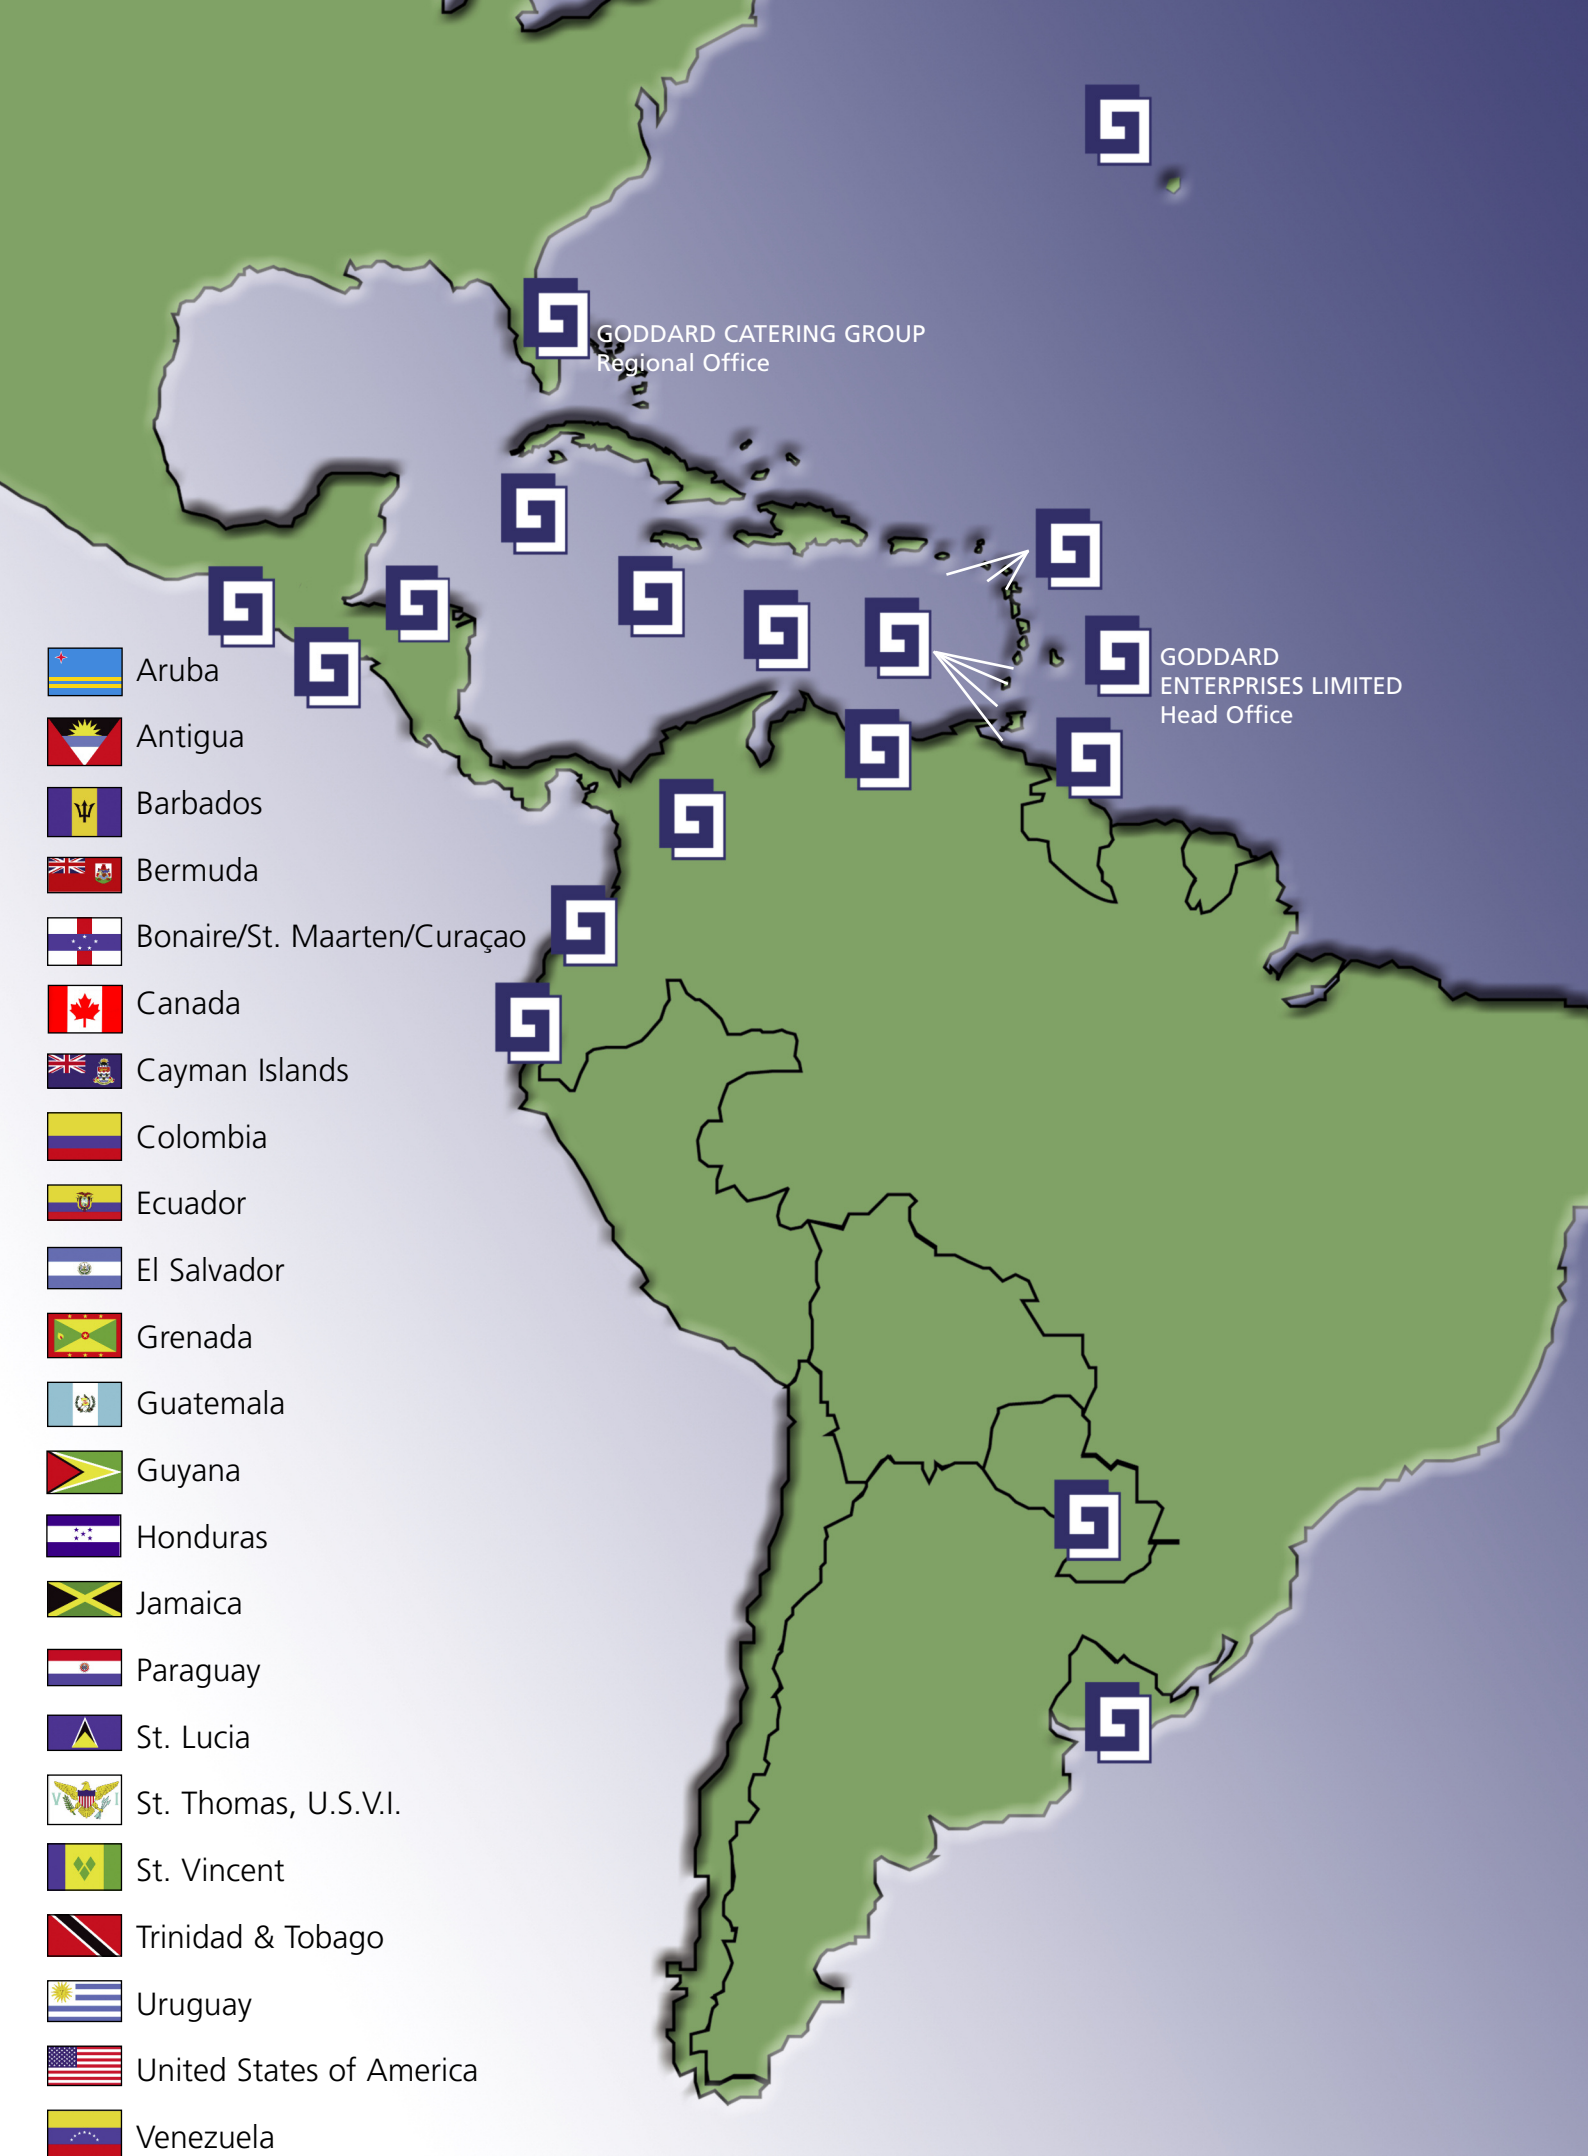 GODDARD CATERING GROUP
Regional Office
GODDARD
ENTERPRISES LIMITED
Head Office
Aruba
Antigua
Barbados
Bermuda
Bonaire/St. Maarten/Curaçao
Canada
Cayman Islands
Colombia
Ecuador
El Salvador
Grenada
Guatemala
Guyana
Honduras
Jamaica
Paraguay
St. Lucia
St. Thomas, U.S.V.I.
St. Vincent
Trinidad & Tobago
Uruguay
United States of America
Venezuela